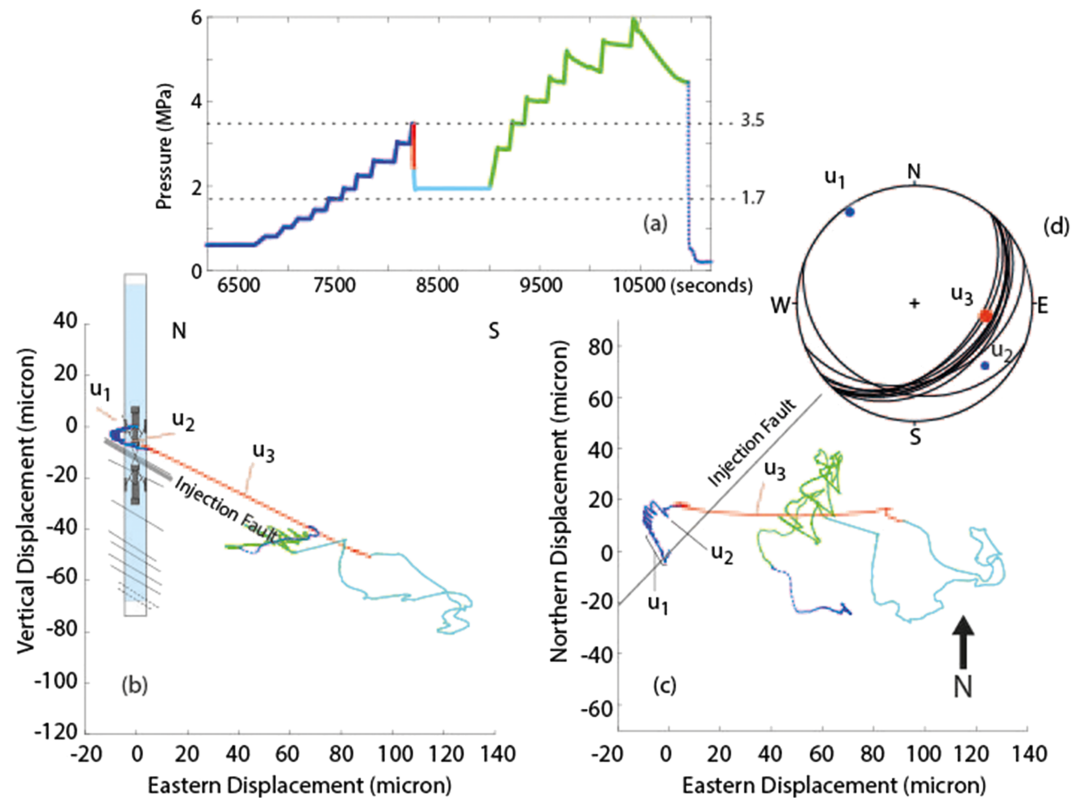 6
4
2
0
Pressure (MPa)
3.5
1.7
(a)
6500 7500 8500 9500 10500 (seconds)
N
W
E
S
u1
u3
u2
(d)
40
20
0
-20
-40
-60
-80
-100
-120
Vertical Displacement (micron)
N S
u1
u2
u3
Injection Fault
(b)
-20 0 20 40 60 80 100 120 140
Eastern Displacement (micron)
80
60
40
20
0
-20
-40
-60
Northern Displacement (micron)
Injection Fault
u3
u2
u1
(c)
N
-20 0 20 40 60 80 100 120 140
Eastern Displacement (micron)